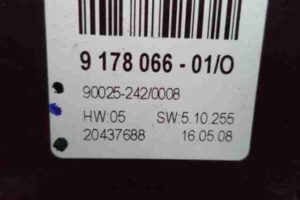 9 178 066 - 01/O
90025-242/0008
HW:05 SW:5.10.255
20437688 16.05.08